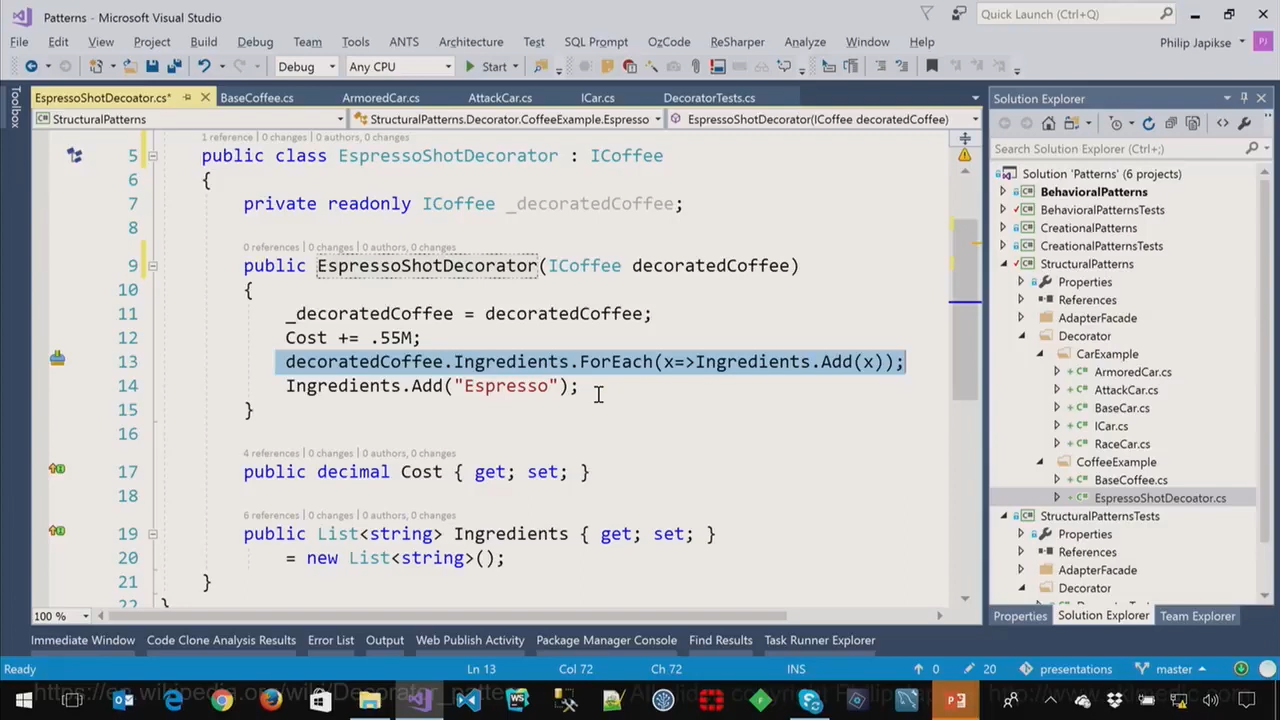 Patterns - Microsoft Visual Studio
Quick Launch (Ctrl+Q)
File Edit View Project Build Debug Team Tools ANTS Architecture Test SQL Prompt OzCode ReSharper Analyze Window Help
Philip Japikse PJ
Debug Any CPU Start
Toolbox
EspressoShotDecoator.cs* BaseCoffee.cs ArmoredCar.cs AttackCar.cs ICar.cs DecoratorTests.cs
StructuralPatterns StructuralPatterns.Decorator.CoffeeExample.Espresso EspressoShotDecorator(ICoffee decoratedCoffee)
1 reference | 0 changes | 0 authors, 0 changes
5 public class EspressoShotDecorator : ICoffee
6 {
7 private readonly ICoffee _decoratedCoffee;
8
0 references | 0 changes | 0 authors, 0 changes
9 public EspressoShotDecorator(ICoffee decoratedCoffee)
10 {
11 _decoratedCoffee = decoratedCoffee;
12 Cost += .55M;
13 decoratedCoffee.Ingredients.ForEach(x=>Ingredients.Add(x));
14 Ingredients.Add("Espresso");
15 }
16
4 references | 0 changes | 0 authors, 0 changes
17 public decimal Cost { get; set; }
18
6 references | 0 changes | 0 authors, 0 changes
19 public List<string> Ingredients { get; set; }
20 = new List<string>();
21 }
22 }
100 %
Solution Explorer
Search Solution Explorer (Ctrl+;)
Solution 'Patterns' (6 projects)
BehavioralPatterns
BehavioralPatternsTests
CreationalPatterns
CreationalPatternsTests
StructuralPatterns
Properties
References
AdapterFacade
Decorator
CarExample
ArmoredCar.cs
AttackCar.cs
BaseCar.cs
ICar.cs
RaceCar.cs
CoffeeExample
BaseCoffee.cs
EspressoShotDecoator.cs
StructuralPatternsTests
Properties
References
AdapterFacade
Decorator
Properties Solution Explorer Team Explorer
Immediate Window Code Clone Analysis Results Error List Output Web Publish Activity Package Manager Console Find Results Task Runner Explorer
Ready Ln 13 Col 72 Ch 72 INS 0 20 presentations master